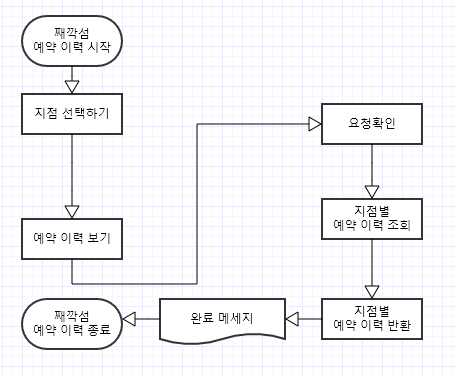 째깍섬
예약 이력 시작
지점 선택하기
예약 이력 보기
요청확인
지점별
예약 이력 조회
지점별
예약 이력 반환
완료 메세지
째깍섬
예약 이력 종료